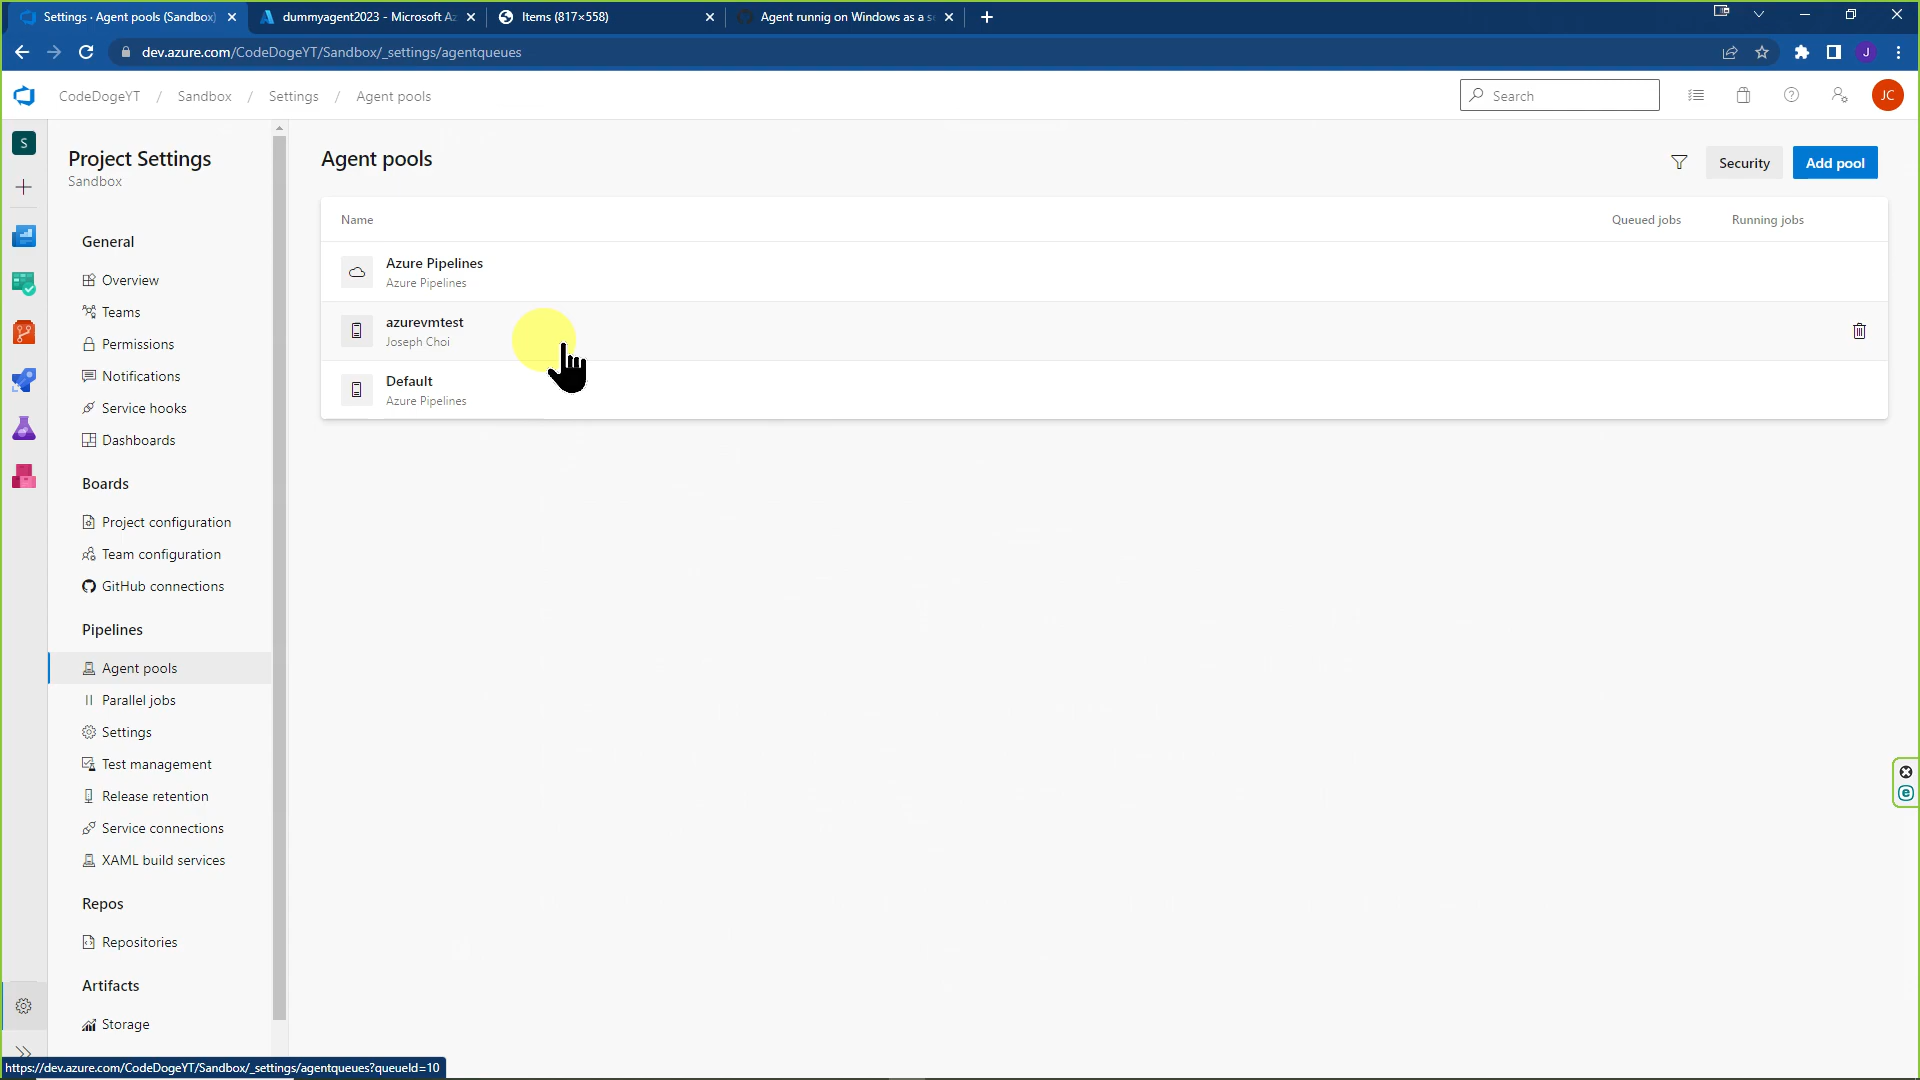 Settings · Agent pools (Sandbox)
dummyagent2023 - Microsoft Az
Items (817×558)
Agent runnig on Windows as a se
dev.azure.com/CodeDogeYT/Sandbox/_settings/agentqueues
J
CodeDogeYT / Sandbox / Settings / Agent pools
Search
JC
S
Project Settings
Sandbox
General
Overview
Teams
Permissions
Notifications
Service hooks
Dashboards
Boards
Project configuration
Team configuration
GitHub connections
Pipelines
Agent pools
Parallel jobs
Settings
Test management
Release retention
Service connections
XAML build services
Repos
Repositories
Artifacts
Storage
Agent pools
Security
Add pool
Name
Queued jobs
Running jobs
Azure Pipelines
Azure Pipelines
azurevmtest
Joseph Choi
Default
Azure Pipelines
https://dev.azure.com/CodeDogeYT/Sandbox/_settings/agentqueues?queueId=10